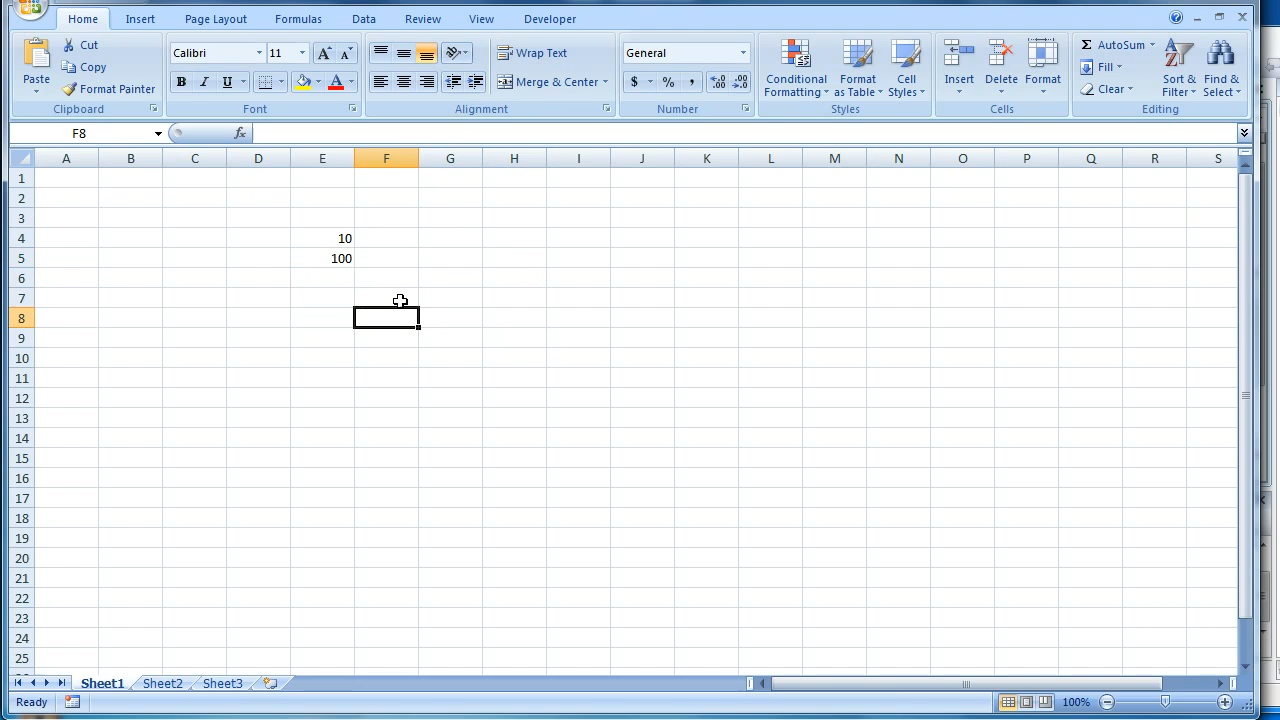 Home Insert Page Layout Formulas Data Review View Developer
Paste
Cut
Copy
Format Painter
Clipboard
Calibri 11
B I U
Font
Wrap Text
Merge & Center
Alignment
General
$ % ,
Number
Conditional Formatting
Format as Table
Cell Styles
Styles
Insert Delete Format
Cells
Σ Autosum
Fill
Clear
Sort & Filter
Find & Select
Editing
F8 fx
A B C D E F G H I J K L M N O P Q R S
1
2
3
4 10
5 100
6
7
8
9
10
11
12
13
14
15
16
17
18
19
20
21
22
23
24
25
Sheet1 Sheet2 Sheet3
Ready 100%